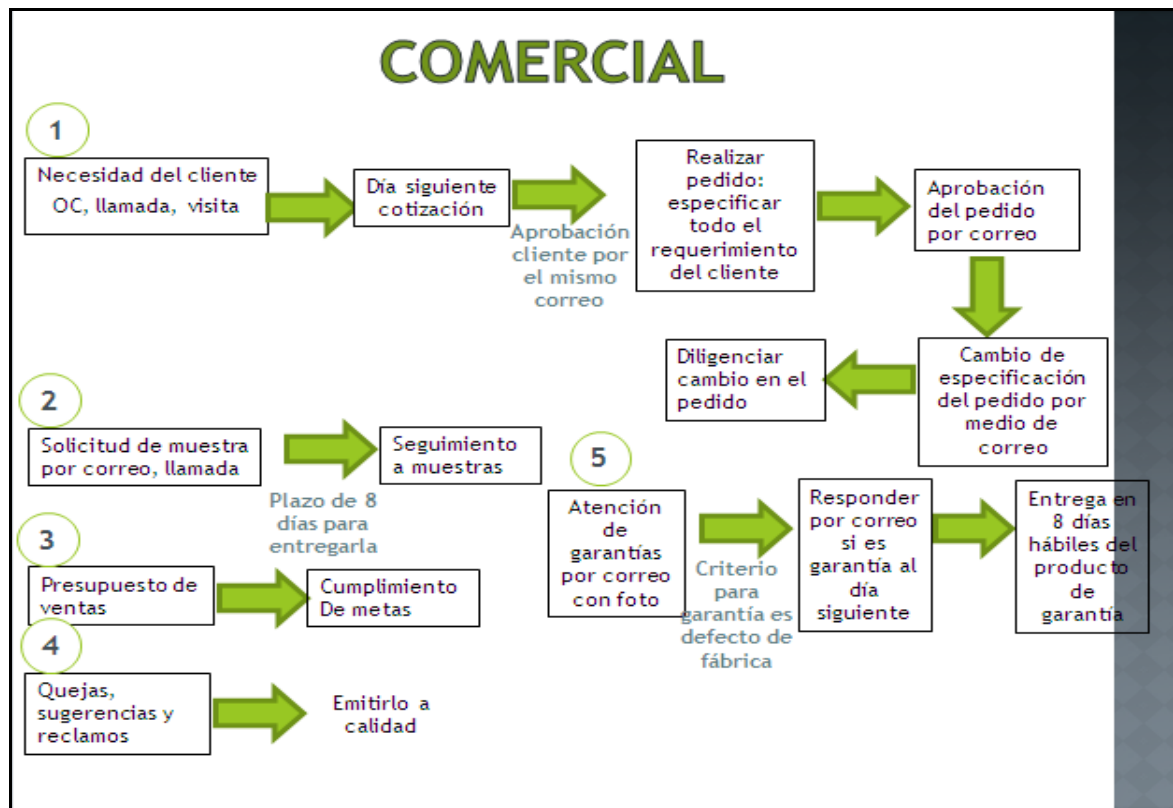 COMERCIAL
1
Necesidad del cliente
OC, llamada, visita
Día siguiente
cotización
Aprobación
cliente por
el mismo
correo
Realizar
pedido:
especificar
todo el
requerimiento
del cliente
Aprobación
del pedido
por correo
Cambio de
especificación
del pedido por
medio de
correo
Diligenciar
cambio en el
pedido
2
Solicitud de muestra
por correo, llamada
Plazo de 8
días para
entregarla
Seguimiento
a muestras
3
Presupuesto de
ventas
Cumplimiento
De metas
4
Quejas,
sugerencias y
reclamos
Emitirlo a
calidad
5
Atención
de
garantías
por correo
con foto
Criterio
para
garantía es
defecto de
fábrica
Responder
por correo
si es
garantía al
día
siguiente
Entrega en
8 días
hábiles del
producto
de
garantía